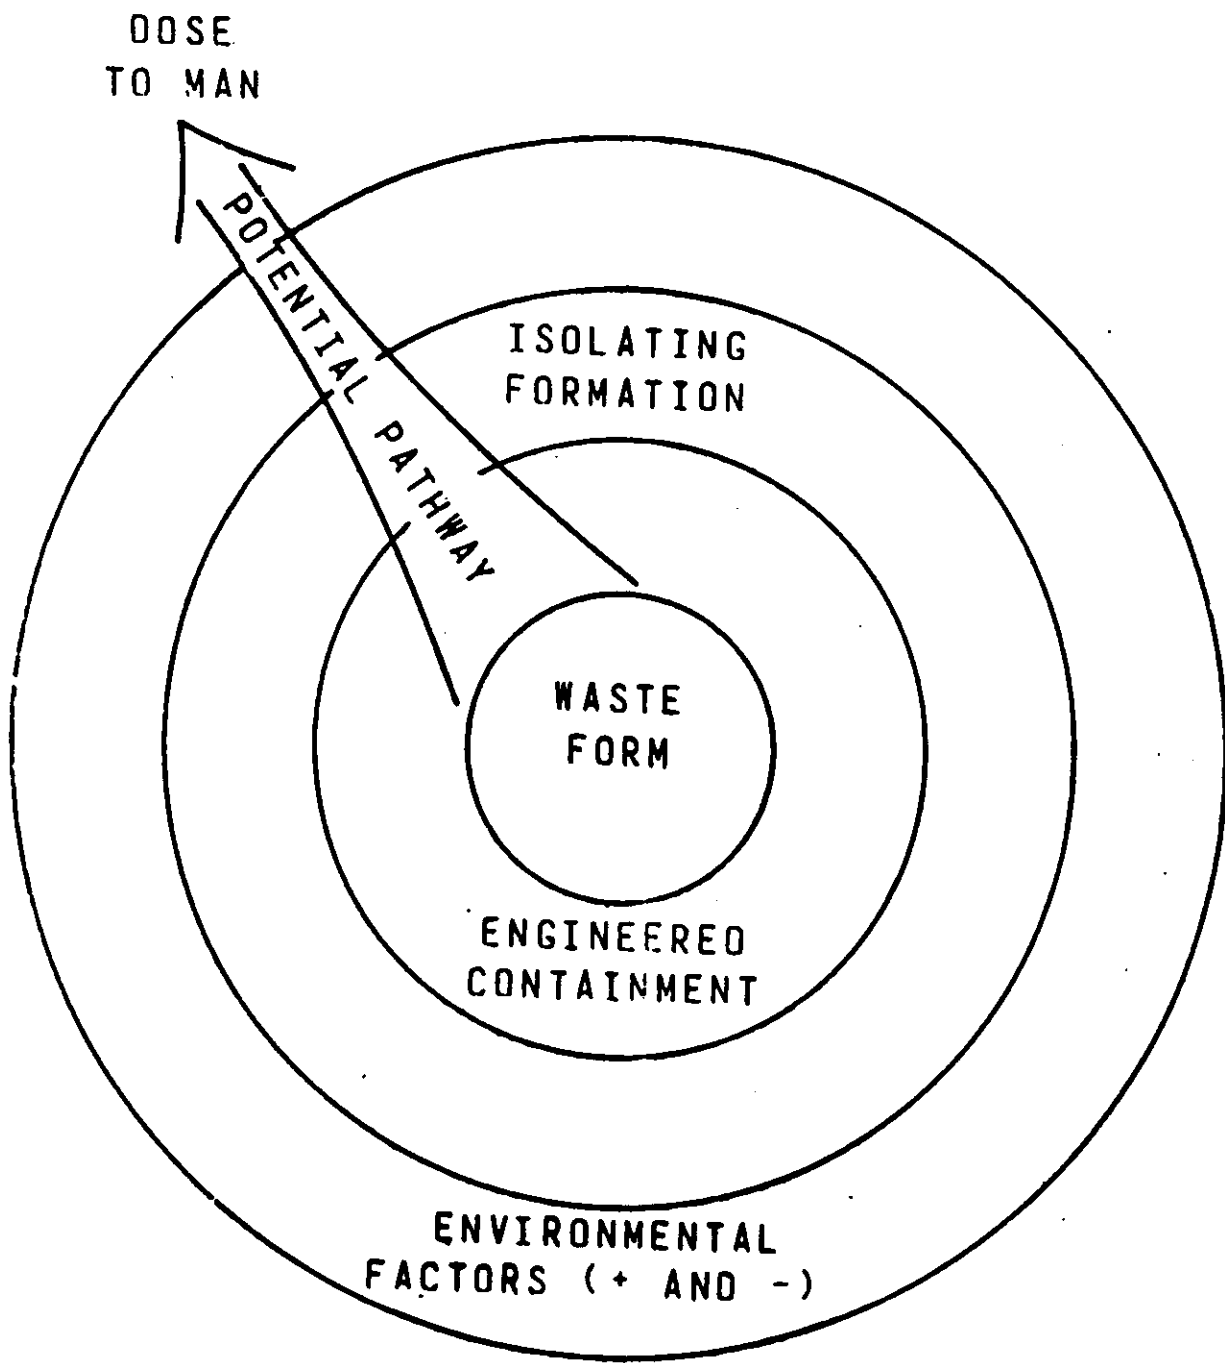 DOSE
TO MAN
POTENTIAL PATHWAY
ISOLATING
FORMATION
WASTE
FORM
ENGINEERED
CONTAINMENT
ENVIRONMENTAL
FACTORS (+ AND -)